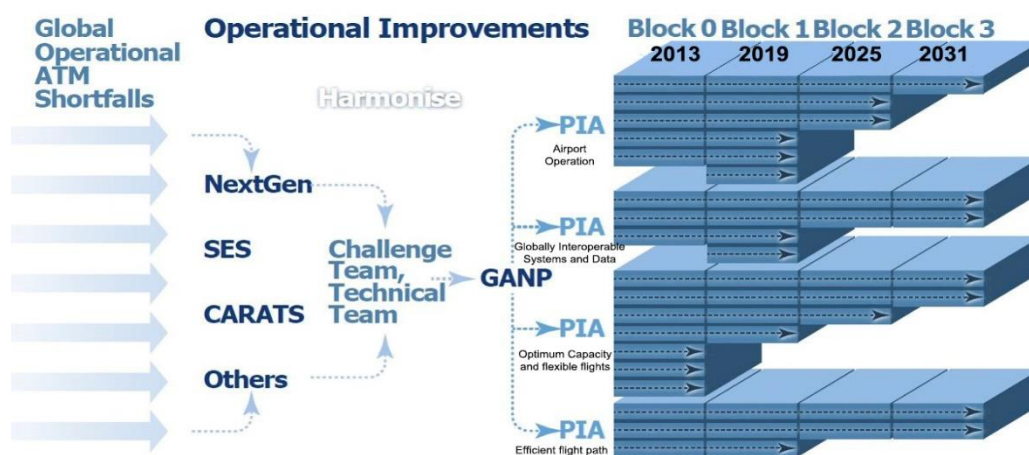 Global
Operational
ATM
Shortfalls
Operational Improvements
Harmonise
NextGen
SES
CARATS
Others
Challenge
Team,
Technical
Team
GANP
PIA
Airport
Operation
PIA
Globally Interoperable
Systems and Data
PIA
Optimum Capacity
and flexible flights
PIA
Efficient flight path
Block 0 Block 1 Block 2 Block 3
2013 2019 2025 2031